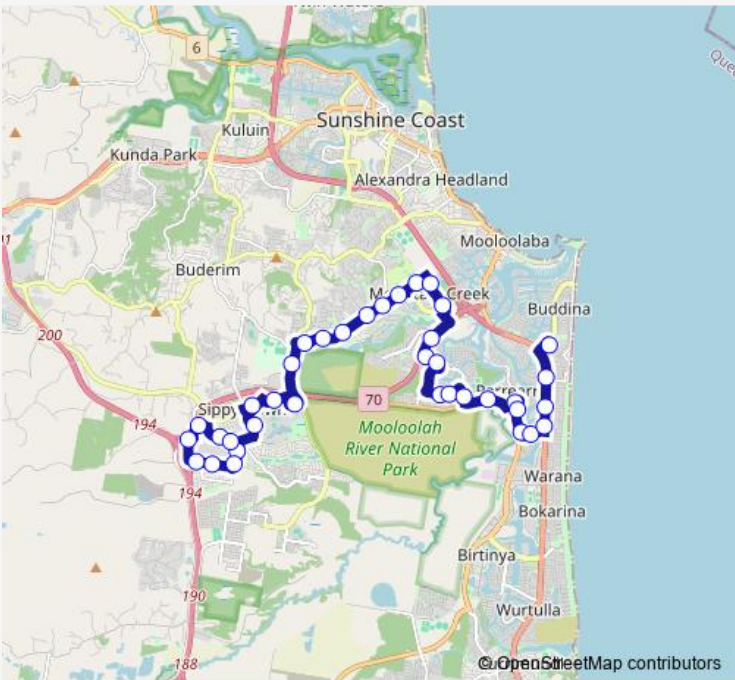 6
Sunshine Coast
Kuluin
Kunda Park
Alexandra Headland
Mooloolaba
Buderim
Creek
Buddina
200
70
194
Mooloolah
River National
Park
Warana
194
Bokarina
Birtinya
190
Wurtulla
188
© OpenStreetMap contributors